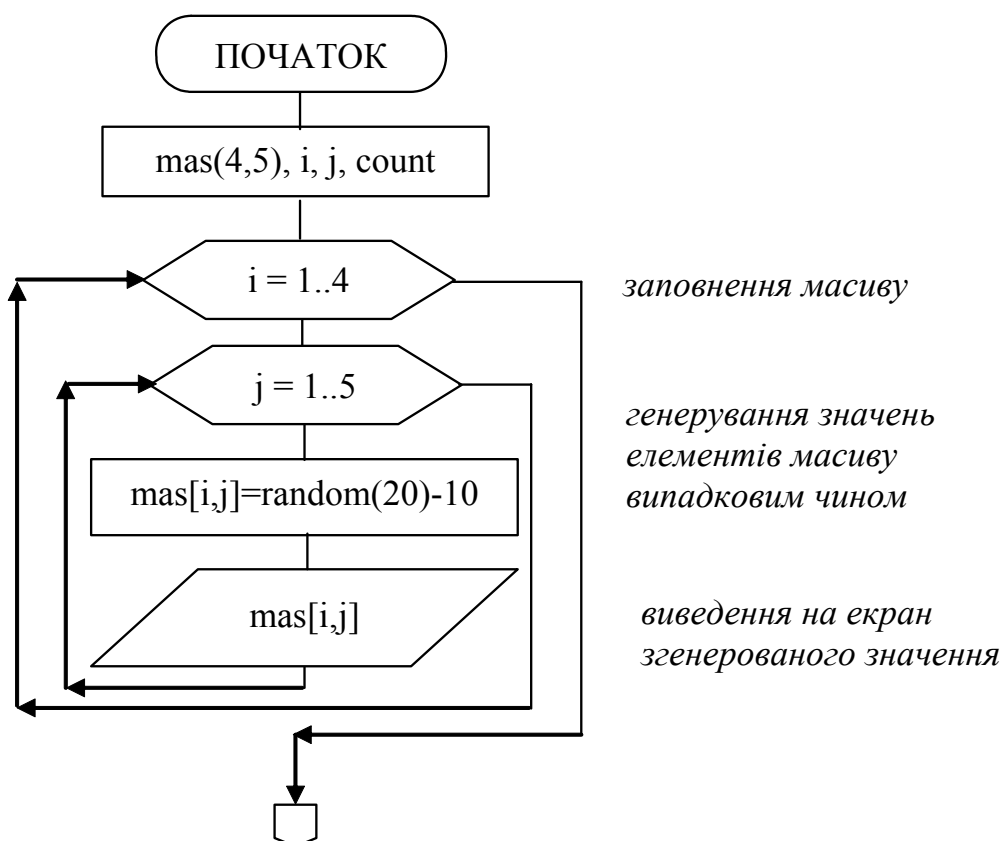 ПОЧАТОК
mas(4,5), i, j, count
i = 1..4
заповнення масиву
j = 1..5
генерування значень
елементів масиву
випадковим чином
mas[i,j]=random(20)-10
mas[i,j]
виведення на екран
згенерованого значення